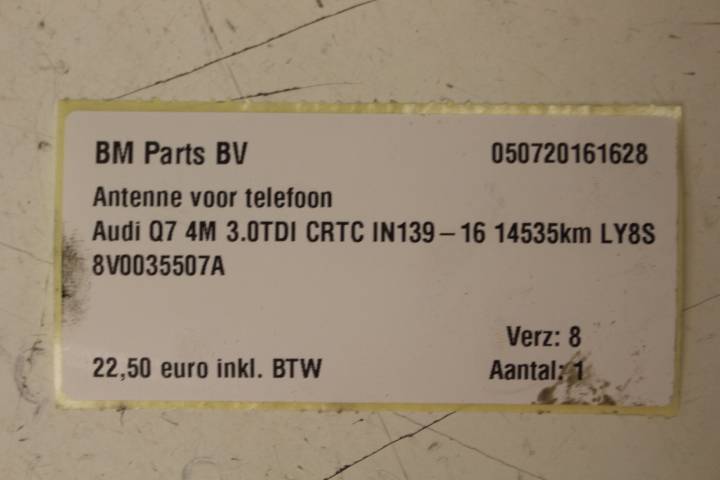 BM Parts BV 050720161628
Antenne voor telefoon
Audi Q7 4M 3.0TDI CRTC IN139-16 14535km LY8S
8V0035507A
Verz: 8
22,50 euro inkl. BTW Aantal: 1